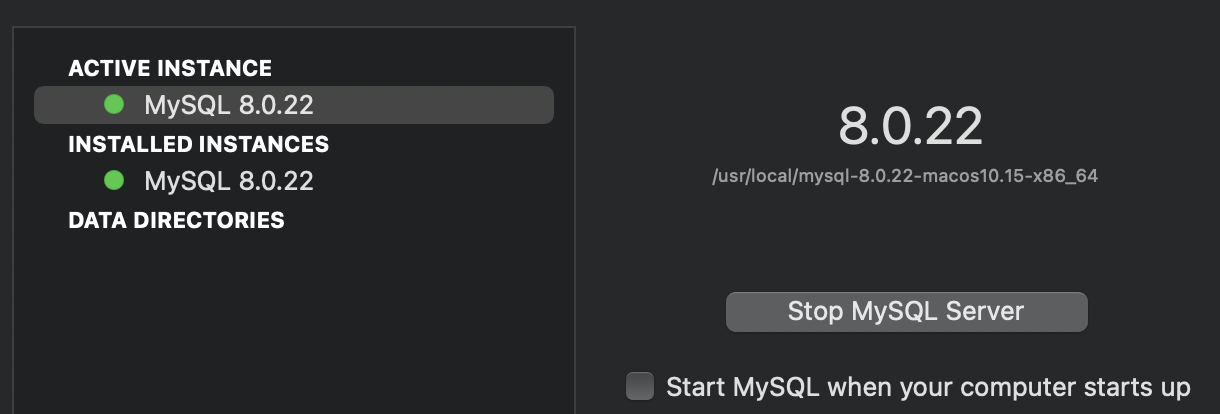 ACTIVE INSTANCE
MySQL 8.0.22
INSTALLED INSTANCES
MySQL 8.0.22
DATA DIRECTORIES
8.0.22
/usr/local/mysql-8.0.22-macos10.15-x86_64
Stop MySQL Server
Start MySQL when your computer starts up